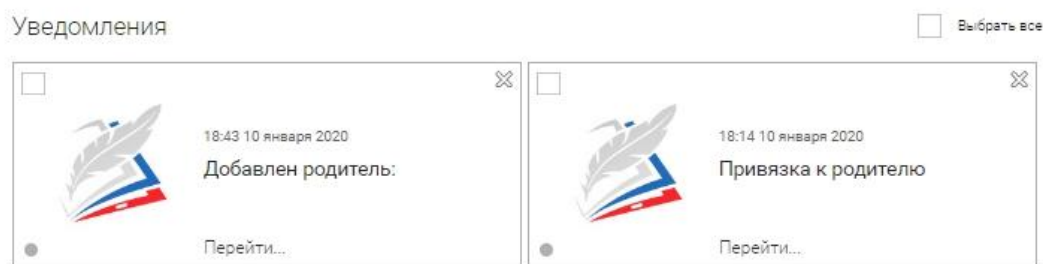 Уведомления
Выбрать все
18:43 10 января 2020
Добавлен родитель:
Перейти...
18:14 10 января 2020
Привязка к родителю
Перейти...